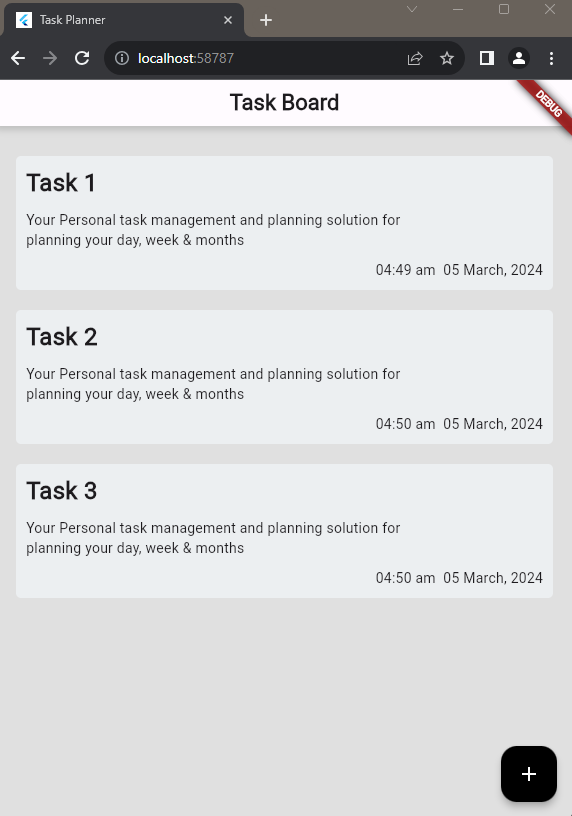 Task Planner
localhost:58787
Task Board
DEBUG
Task 1
Your Personal task management and planning solution for
planning your day, week & months
04:49 am 05 March, 2024
Task 2
Your Personal task management and planning solution for
planning your day, week & months
04:50 am 05 March, 2024
Task 3
Your Personal task management and planning solution for
planning your day, week & months
04:50 am 05 March, 2024